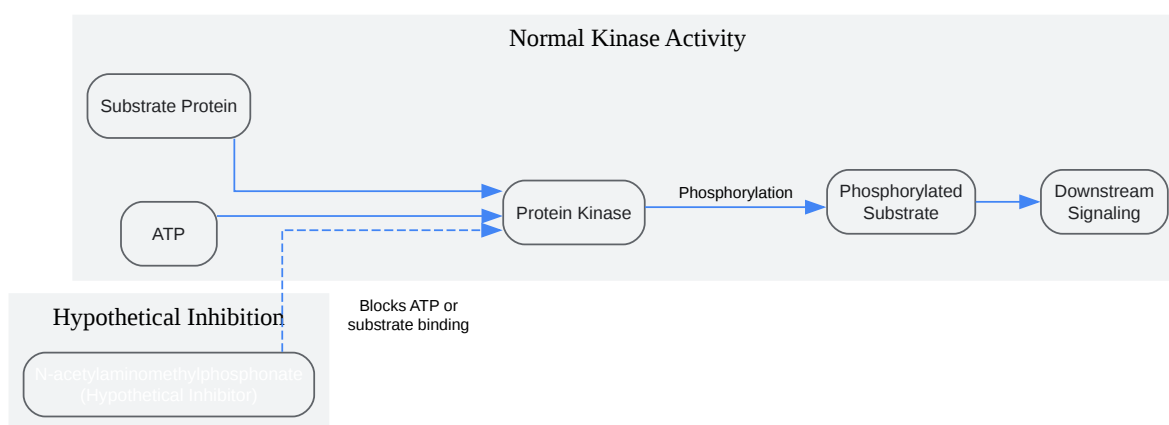 Normal Kinase Activity
Substrate Protein
ATP
Protein Kinase
Phosphorylation
Phosphorylated
Substrate
Downstream
Signaling
Hypothetical Inhibition
Blocks ATP or
substrate binding
N-acetylaminomethylphosphonate
(Hypothetical Inhibitor)